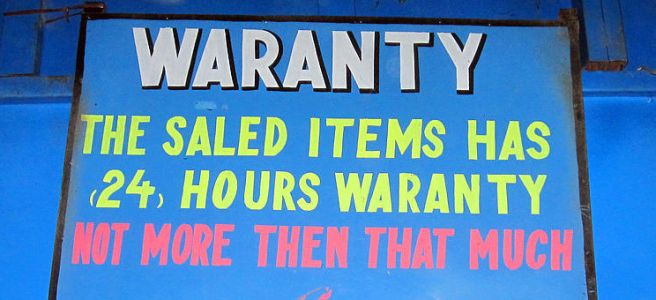 WARANTY
THE SALED ITEMS HAS
(24) HOURS WARANTY
NOT MORE THEN THAT MUCH